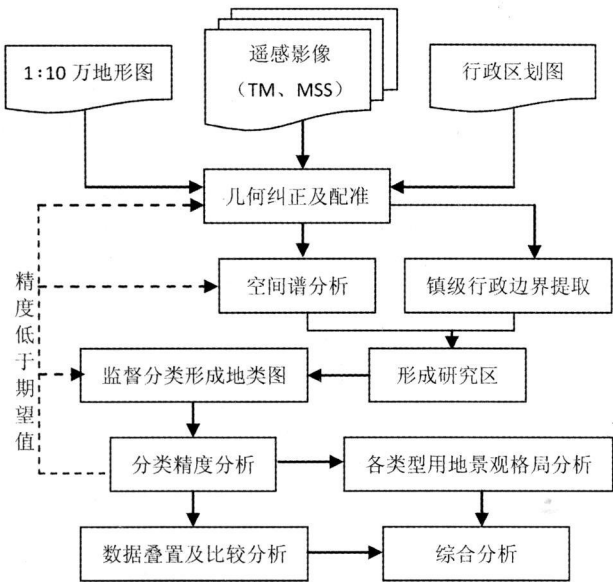 1:10 万地形图
遥感影像
（TM、MSS）
行政区划图
几何纠正及配准
空间谱分析
镇级行政边界提取
精度低于期望值
监督分类形成地类图
形成研究区
分类精度分析
各类型用地景观格局分析
数据叠置及比较分析
综合分析